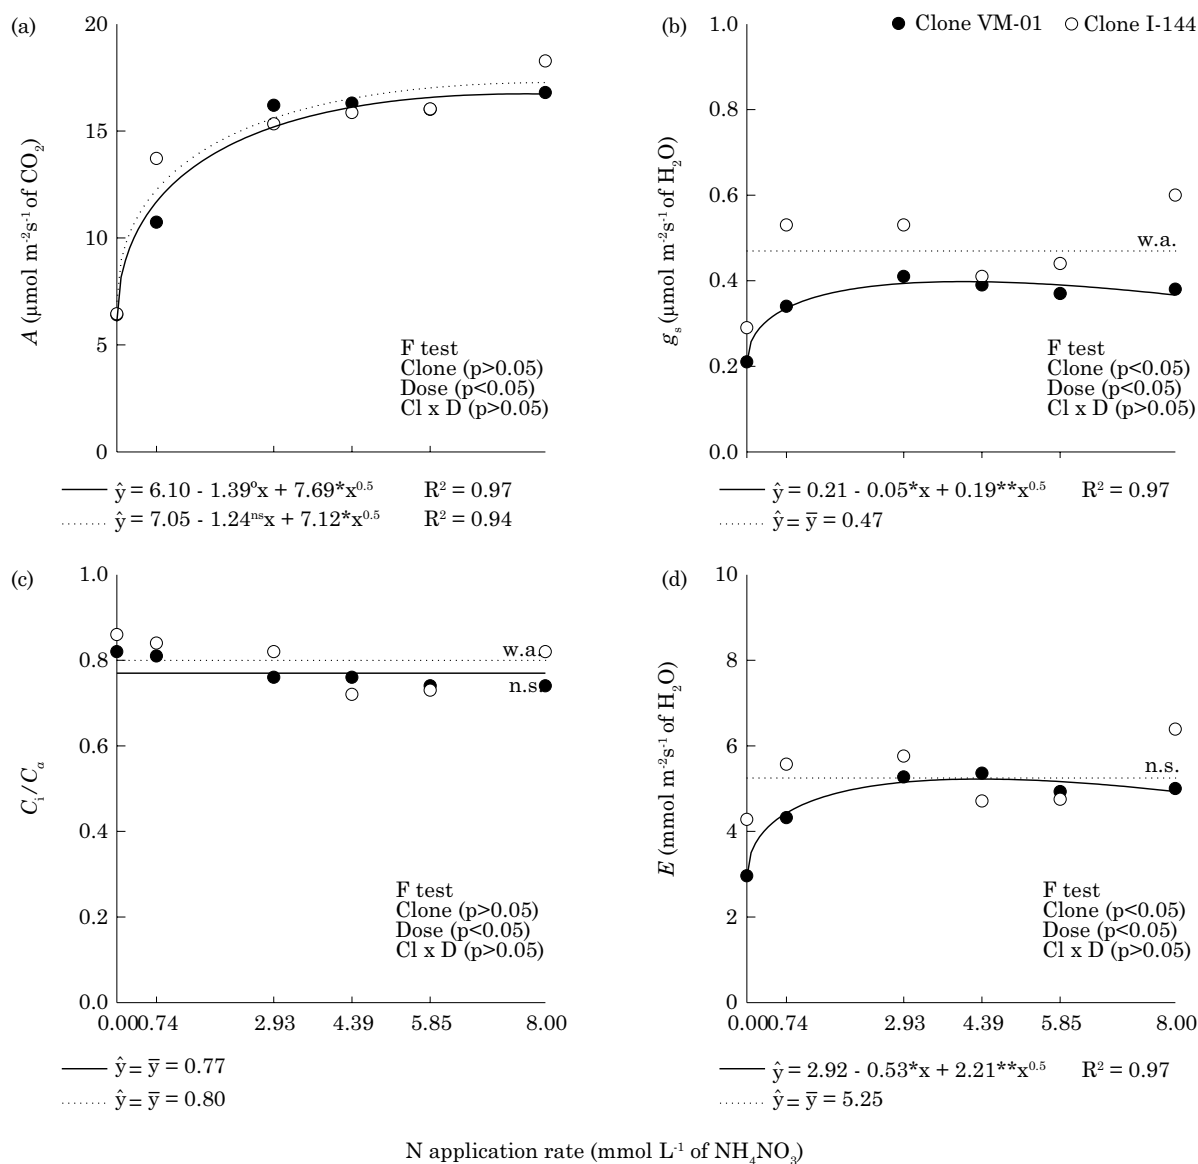 (a)
20
15
10
5
0
A (µmol m⁻²s⁻¹ of CO₂)
F test
Clone (p>0.05)
Dose (p<0.05)
Cl x D (p>0.05)
ŷ = 6.10 - 1.39ºx + 7.69*x⁰·⁵ R² = 0.97
ŷ = 7.05 - 1.24ⁿˢx + 7.12*x⁰·⁵ R² = 0.94
(b)
Clone VM-01 Clone I-144
1.0
0.8
0.6
0.4
0.2
0.0
gₛ (µmol m⁻²s⁻¹ of H₂O)
w.a.
F test
Clone (p<0.05)
Dose (p<0.05)
Cl x D (p>0.05)
ŷ = 0.21 - 0.05*x + 0.19**x⁰·⁵ R² = 0.97
ŷ = y̅ = 0.47
(c)
1.0
0.8
0.6
0.4
0.2
0.0
Cᵢ/Cₐ
w.a.
n.s.
F test
Clone (p>0.05)
Dose (p<0.05)
Cl x D (p>0.05)
0.00 0.74 2.93 4.39 5.85 8.00
ŷ = y̅ = 0.77
ŷ = y̅ = 0.80
(d)
10
8
6
4
2
0
E (mmol m⁻²s⁻¹ of H₂O)
n.s.
F test
Clone (p<0.05)
Dose (p<0.05)
Cl x D (p>0.05)
0.00 0.74 2.93 4.39 5.85 8.00
ŷ = 2.92 - 0.53*x + 2.21**x⁰·⁵ R² = 0.97
ŷ = y̅ = 5.25
N application rate (mmol L⁻¹ of NH₄NO₃)